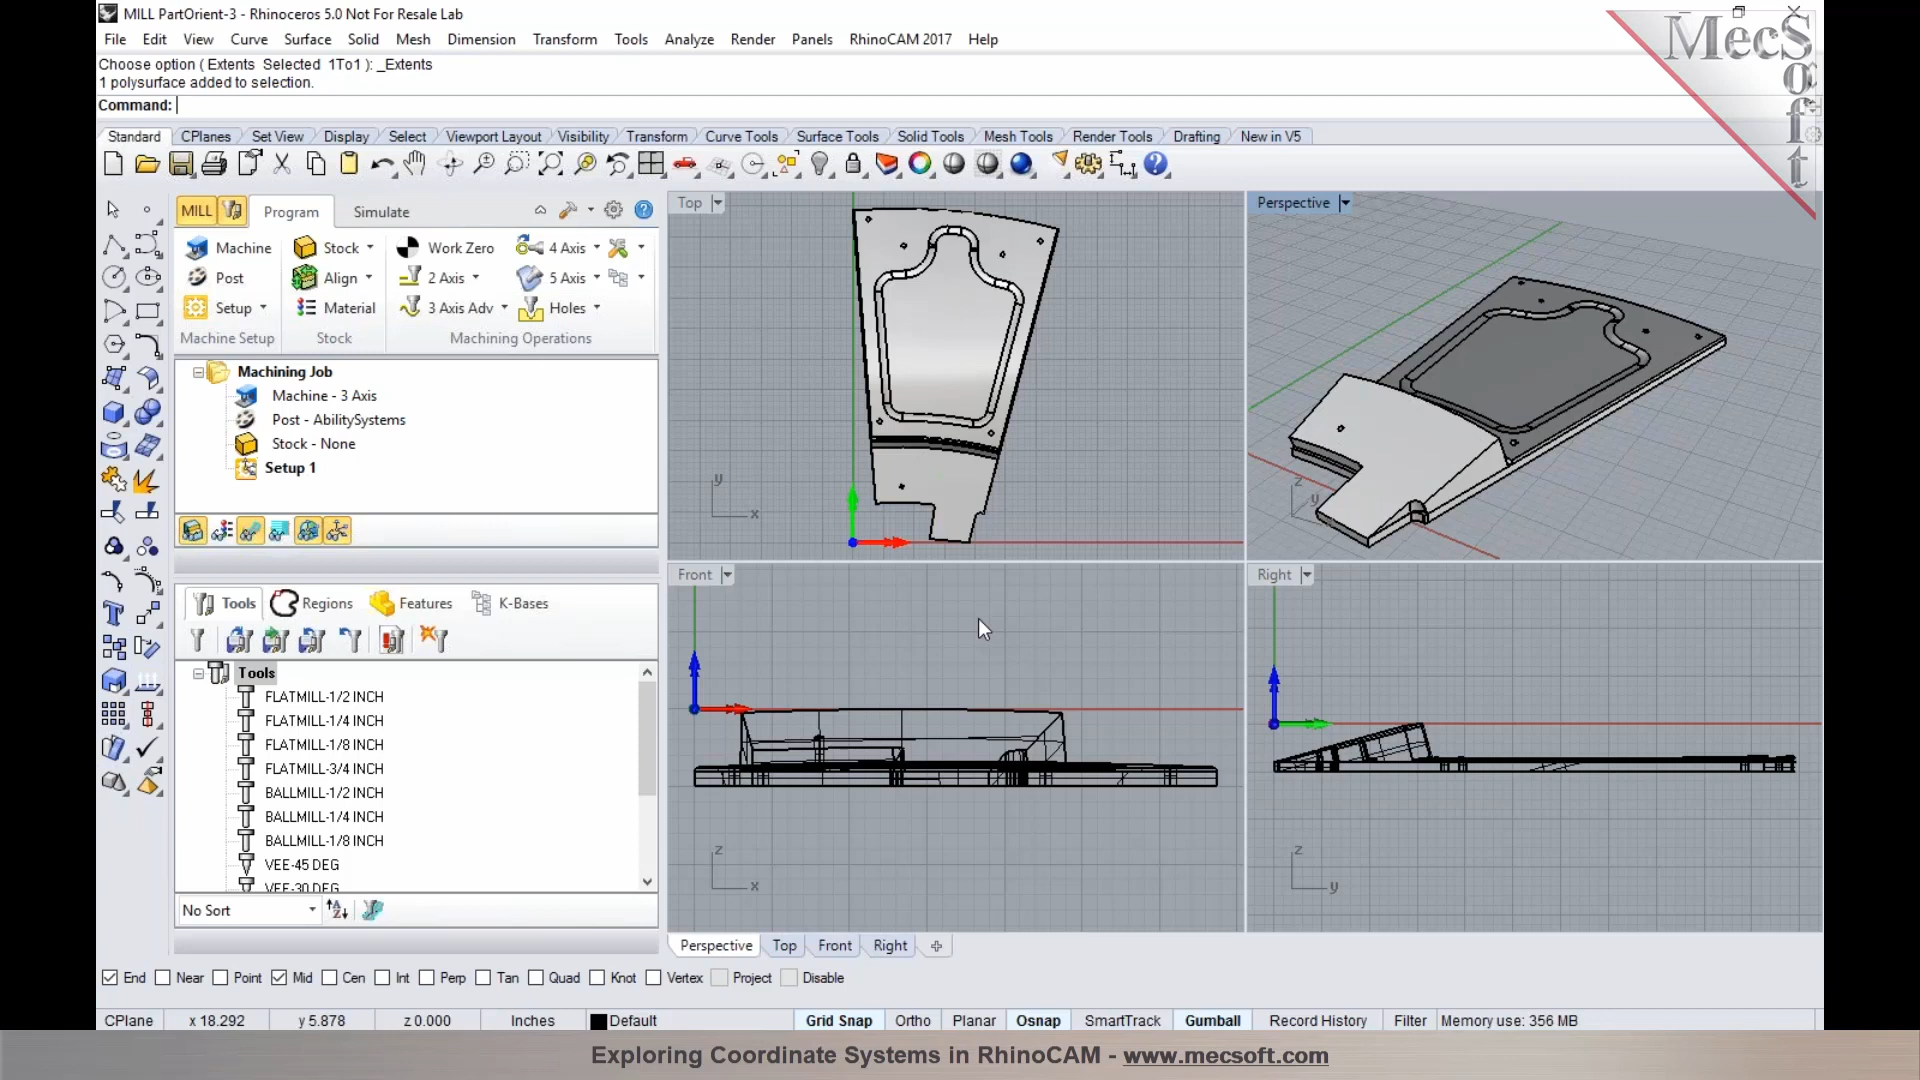 MILL PartOrient-3 - Rhinoceros 5.0 Not For Resale Lab
MecSoft
File Edit View Curve Surface Solid Mesh Dimension Transform Tools Analyze Render Panels RhinoCAM 2017 Help
Choose option ( Extents Selected 1To1 ): _Extents
1 polysurface added to selection.
Command:
Standard CPlanes Set View Display Select Viewport Layout Visibility Transform Curve Tools Surface Tools Solid Tools Mesh Tools Render Tools Drafting New in V5
MILL Program Simulate
Machine Stock Work Zero 4 Axis
Post Align 2 Axis 5 Axis
Setup Material 3 Axis Adv Holes
Machine Setup Stock Machining Operations
Machining Job
Machine - 3 Axis
Post - AbilitySystems
Stock - None
Setup 1
Tools Regions Features K-Bases
Tools
FLATMILL-1/2 INCH
FLATMILL-1/4 INCH
FLATMILL-1/8 INCH
FLATMILL-3/4 INCH
BALLMILL-1/2 INCH
BALLMILL-1/4 INCH
BALLMILL-1/8 INCH
VEE-45 DEG
VEE-30 DEG
No Sort
Top
y
x
Perspective
z
y
Front
z
x
Right
z
y
Perspective Top Front Right
End Near Point Mid Cen Int Perp Tan Quad Knot Vertex Project Disable
CPlane x 18.292 y 5.878 z 0.000 Inches Default Grid Snap Ortho Planar Osnap SmartTrack Gumball Record History Filter Memory use: 356 MB
Exploring Coordinate Systems in RhinoCAM - www.mecsoft.com